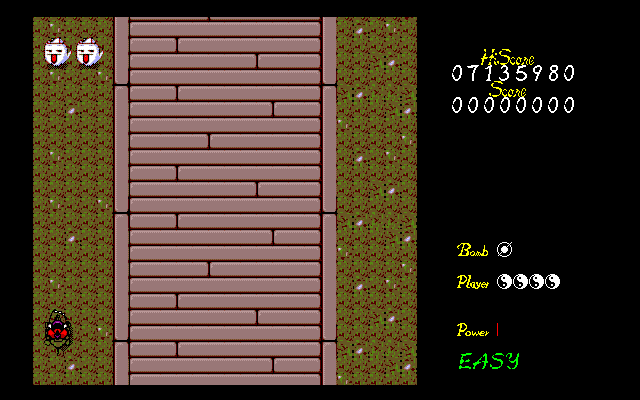 HiScore
07135980
Score
00000000
Bomb
Player
Power
EASY